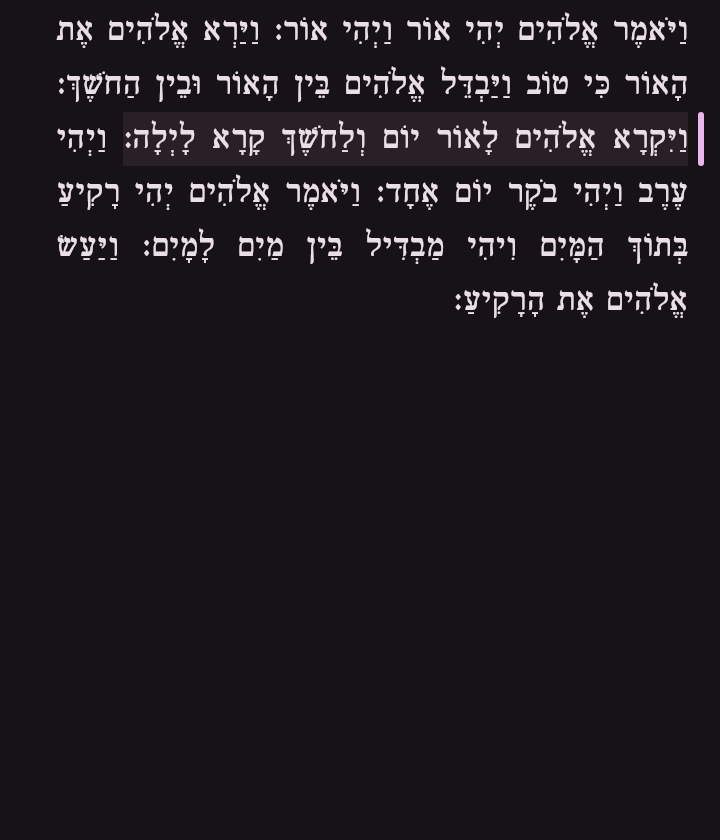 וַיֹּאמֶר אֱלֹהִים יְהִי אוֹר וַיְהִי אוֹר׃ וַיַּרְא אֱלֹהִים אֶת
הָאוֹר כִּי טוֹב וַיַּבְדֵּל אֱלֹהִים בֵּין הָאוֹר וּבֵין הַחֹשֶׁךְ׃
וַיִּקְרָא אֱלֹהִים לָאוֹר יוֹם וְלַחֹשֶׁךְ קָרָא לָיְלָה׃ וַיְהִי
עֶרֶב וַיְהִי בֹקֶר יוֹם אֶחָד׃ וַיֹּאמֶר אֱלֹהִים יְהִי רָקִיעַ
בְּתוֹךְ הַמָּיִם וִיהִי מַבְדִּיל בֵּין מַיִם לָמָיִם׃ וַיַּעַשׂ
אֱלֹהִים אֶת הָרָקִיעַ׃